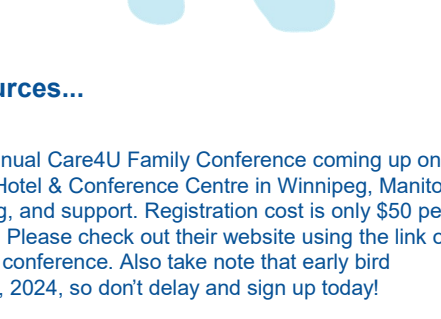 urces...
nual Care4U Family Conference coming up on
Hotel & Conference Centre in Winnipeg, Manito
g, and support. Registration cost is only $50 pe
. Please check out their website using the link o
conference. Also take note that early bird
, 2024, so don't delay and sign up today!